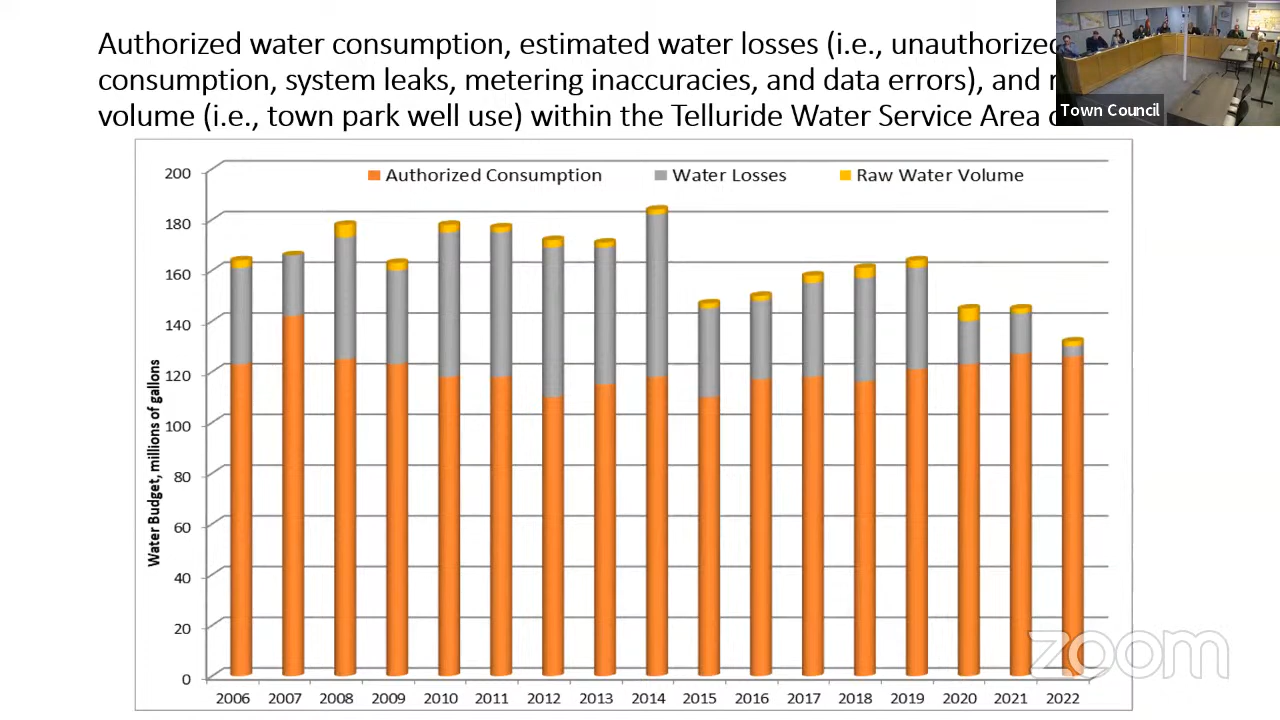 Authorized water consumption, estimated water losses (i.e., unauthorized
consumption, system leaks, metering inaccuracies, and data errors), and
volume (i.e., town park well use) within the Telluride Water Service Area
Town Council
Authorized Consumption
Water Losses
Raw Water Volume
Water Budget, millions of gallons
200
180
160
140
120
100
80
60
40
20
0
2006 2007 2008 2009 2010 2011 2012 2013 2014 2015 2016 2017 2018 2019 2020 2021 2022
zoom